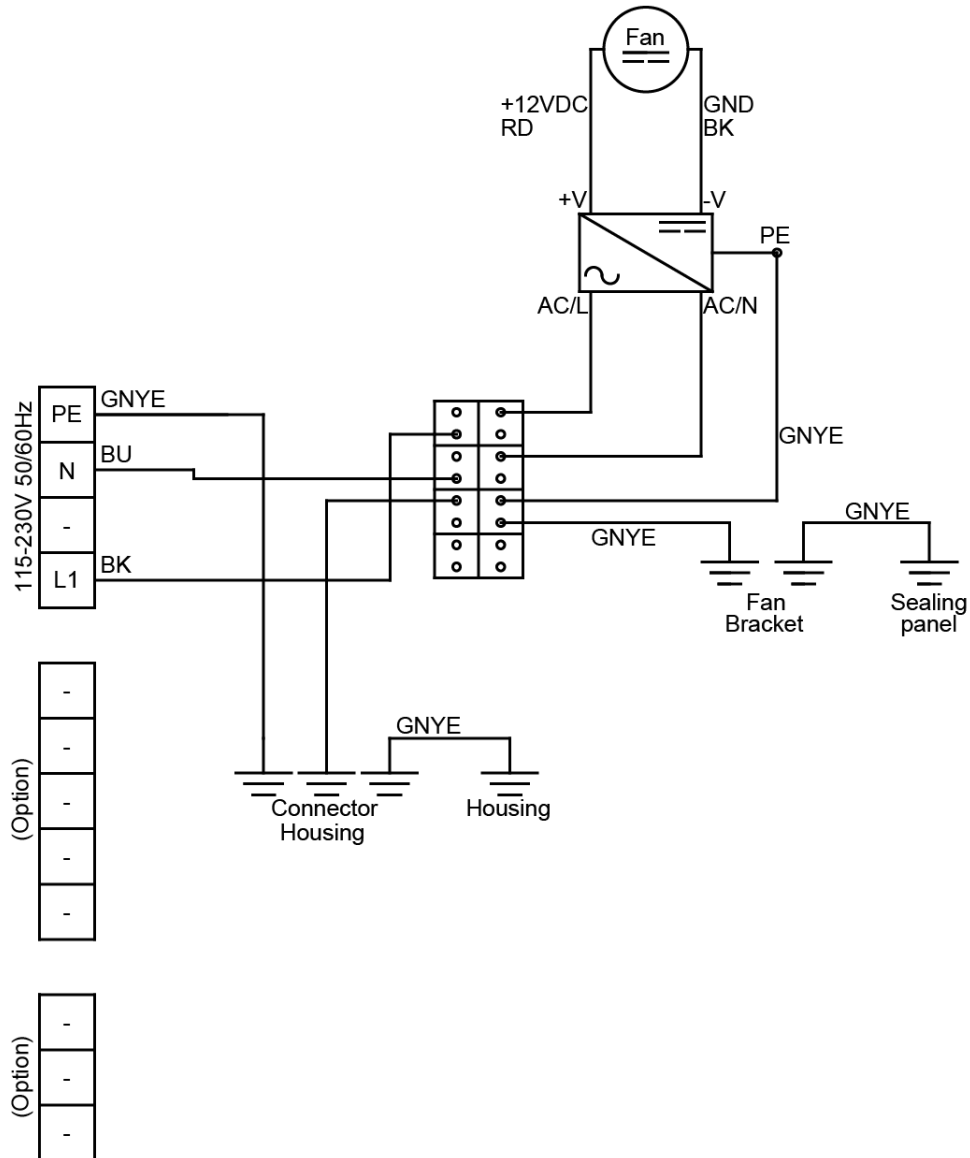 Fan
+12VDC
RD
GND
BK
+V
-V
PE
AC/L
AC/N
115-230V 50/60Hz
PE
GNYE
N
BU
-
L1
BK
GNYE
GNYE
GNYE
Fan
Bracket
Sealing
panel
GNYE
Connector
Housing
Housing
(Option)
-
-
-
-
-
(Option)
-
-
-